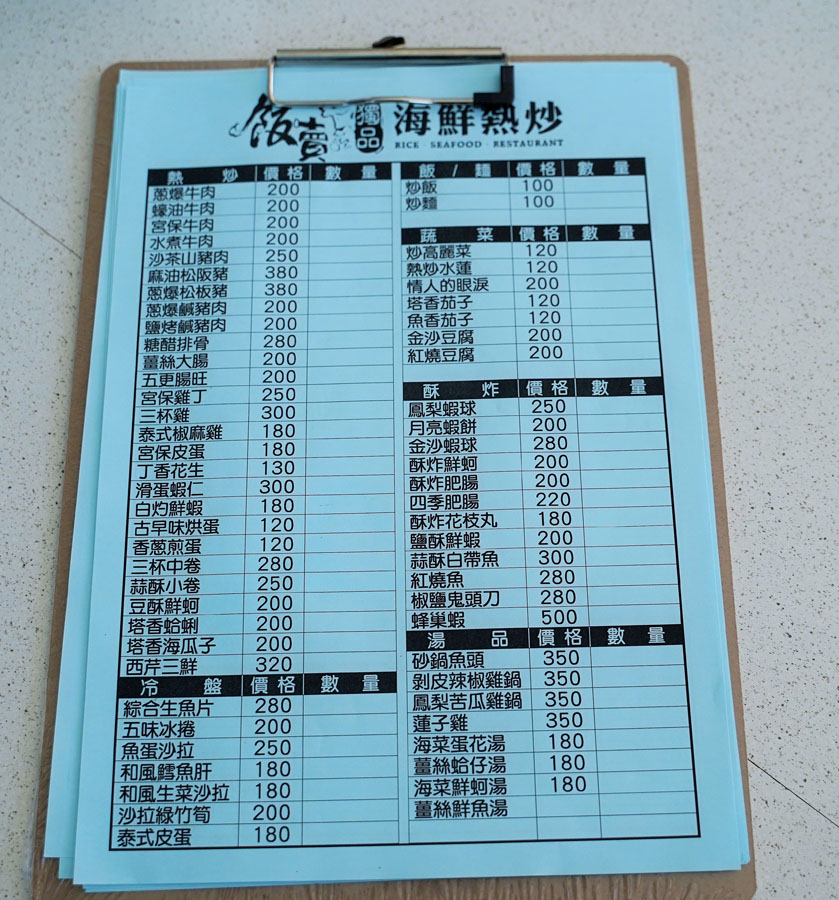 飯賣 獨品 海鮮熱炒
RICE · SEAFOOD · RESTAURANT
熱 炒 價格 數量
蔥爆牛肉 200
蠔油牛肉 200
宮保牛肉 200
水煮牛肉 200
沙茶山豬肉 250
麻油松阪豬 380
蔥爆松板豬 380
蔥爆鹹豬肉 200
鹽烤鹹豬肉 200
糖醋排骨 280
薑絲大腸 200
五更腸旺 200
宮保雞丁 250
三杯雞 300
泰式椒麻雞 180
宮保皮蛋 180
丁香花生 130
滑蛋蝦仁 300
白灼鮮蝦 180
古早味烘蛋 120
香蔥煎蛋 120
三杯中卷 280
蒜酥小卷 250
豆酥鮮蚵 200
塔香蛤蜊 200
塔香海瓜子 200
西芹三鮮 320
冷 盤 價格 數量
綜合生魚片 280
五味冰捲 200
魚蛋沙拉 250
和風鱈魚肝 180
和風生菜沙拉 180
沙拉綠竹筍 200
泰式皮蛋 180
飯 / 麵 價格 數量
炒飯 100
炒麵 100
蔬 菜 價格 數量
炒高麗菜 120
熱炒水蓮 120
情人的眼淚 200
塔香茄子 120
魚香茄子 120
金沙豆腐 200
紅燒豆腐 200
酥 炸 價格 數量
鳳梨蝦球 250
月亮蝦餅 200
金沙蝦球 280
酥炸鮮蚵 200
酥炸肥腸 200
四季肥腸 220
酥炸花枝丸 180
鹽酥鮮蝦 200
蒜酥白帶魚 300
紅燒魚 280
椒鹽鬼頭刀 280
蜂巢蝦 500
湯 品 價格 數量
砂鍋魚頭 350
剝皮辣椒雞鍋 350
鳳梨苦瓜雞鍋 350
蓮子雞 350
海菜蛋花湯 180
薑絲蛤仔湯 180
海菜鮮蚵湯 180
薑絲鮮魚湯